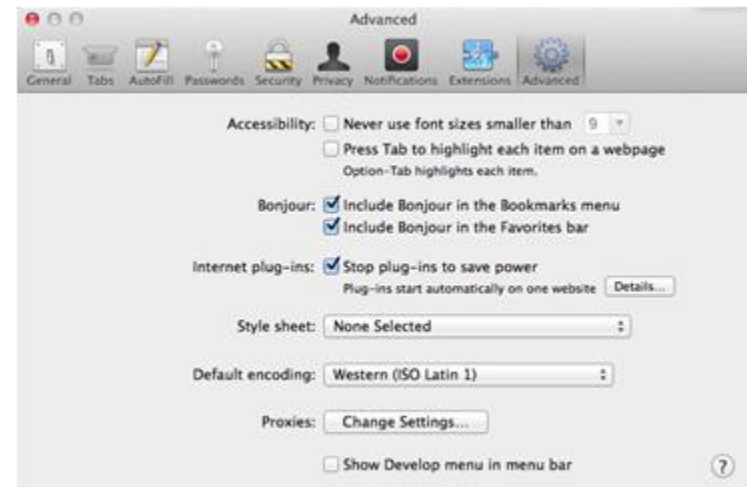 Advanced
General Tabs AutoFill Passwords Security Privacy Notifications Extensions Advanced
Accessibility: Never use font sizes smaller than 9
Press Tab to highlight each item on a webpage
Option-Tab highlights each item.
Bonjour: Include Bonjour in the Bookmarks menu
Include Bonjour in the Favorites bar
Internet plug-ins: Stop plug-ins to save power
Plug-ins start automatically on one website Details...
Style sheet: None Selected
Default encoding: Western (ISO Latin 1)
Proxies: Change Settings...
Show Develop menu in menu bar ?